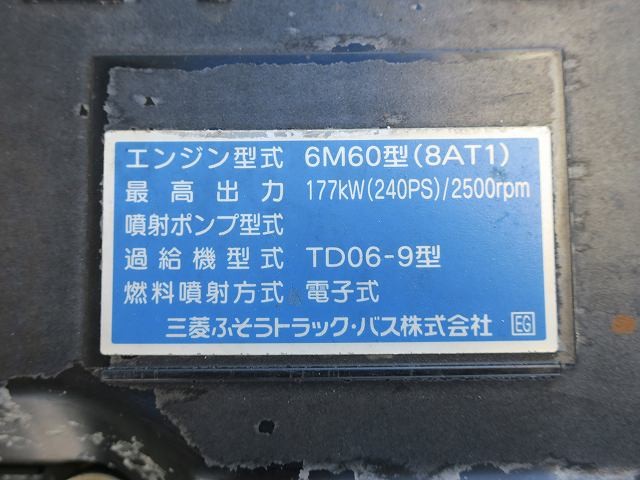 エンジン型式 6M60型(8AT1)
最高出力 177kW(240PS)/2500rpm
噴射ポンプ型式
過給機型式 TD06-9型
燃料噴射方式 電子式
三菱ふそうトラック・バス株式会社 EG